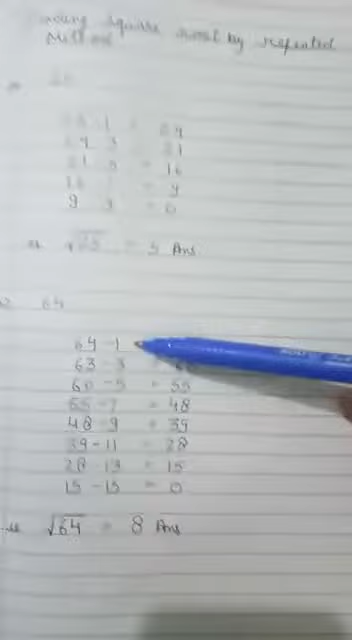 square root by repeated
Method
25
25 - 1 = 24
24 3 21
21 5 = 16
16 = 9
9 9 = 0
√25 = 5 Ans
64
64 - 1
63 - 3
60 - 5 = 55
55 - 7 = 48
48 - 9 = 39
39 - 11 = 28
28 - 13 = 15
15 - 15 = 0
√64 = 8 Ans